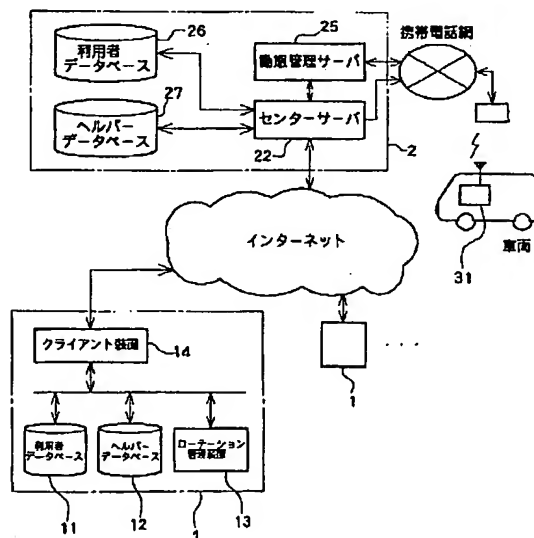 26
利用者
データベース
25
動態管理サーバ
携帯電話網
27
ヘルパー
データベース
センターサーバ
22
2
インターネット
車両
31
クライアント装置
14
1
...
利用者
データベース
ヘルパー
データベース
ローテーション
管理装置
11
12
13
1